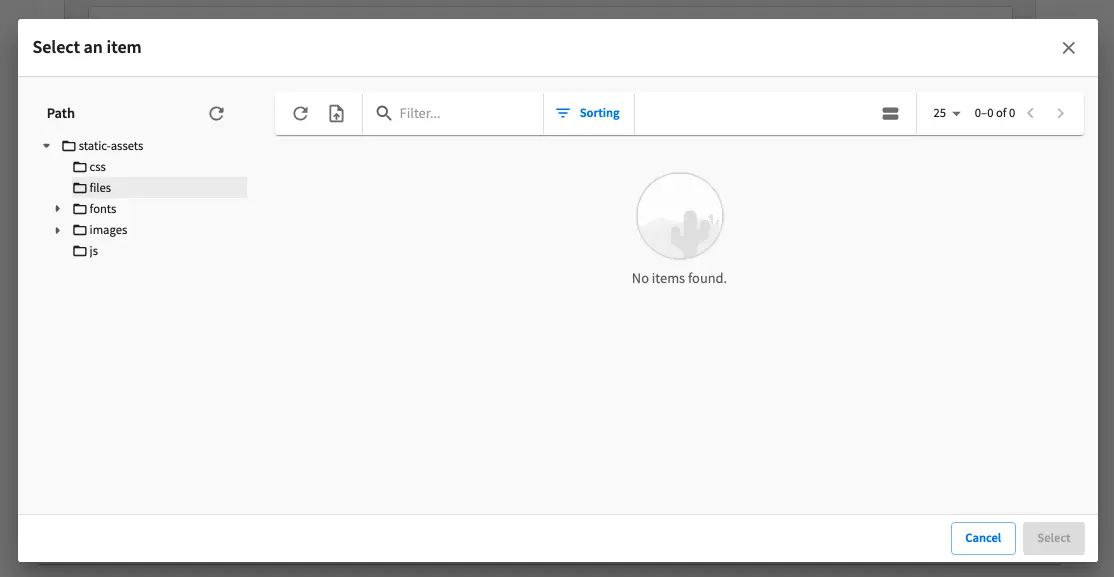 Select an item
Path
static-assets
css
files
fonts
images
js
Filter...
Sorting
25
0–0 of 0
No items found.
Cancel
Select